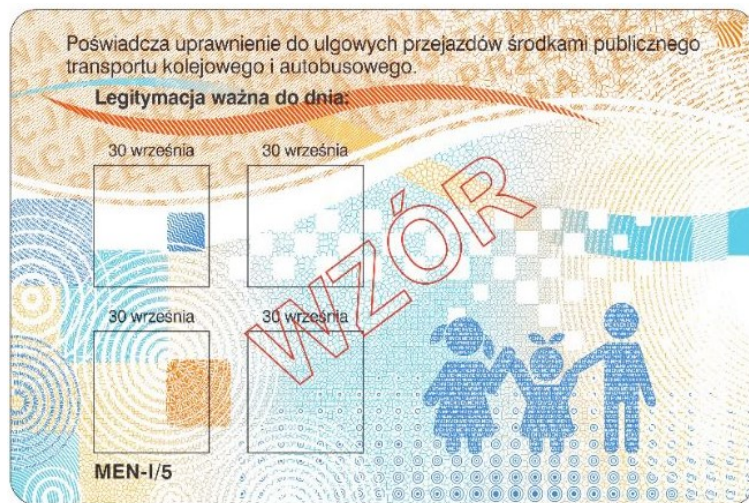 Poświadcza uprawnienie do ulgowych przejazdów środkami publicznego
transportu kolejowego i autobusowego.
Legitymacja ważna do dnia:
30 września 30 września
WZÓR
30 września 30 września
MEN-I/5